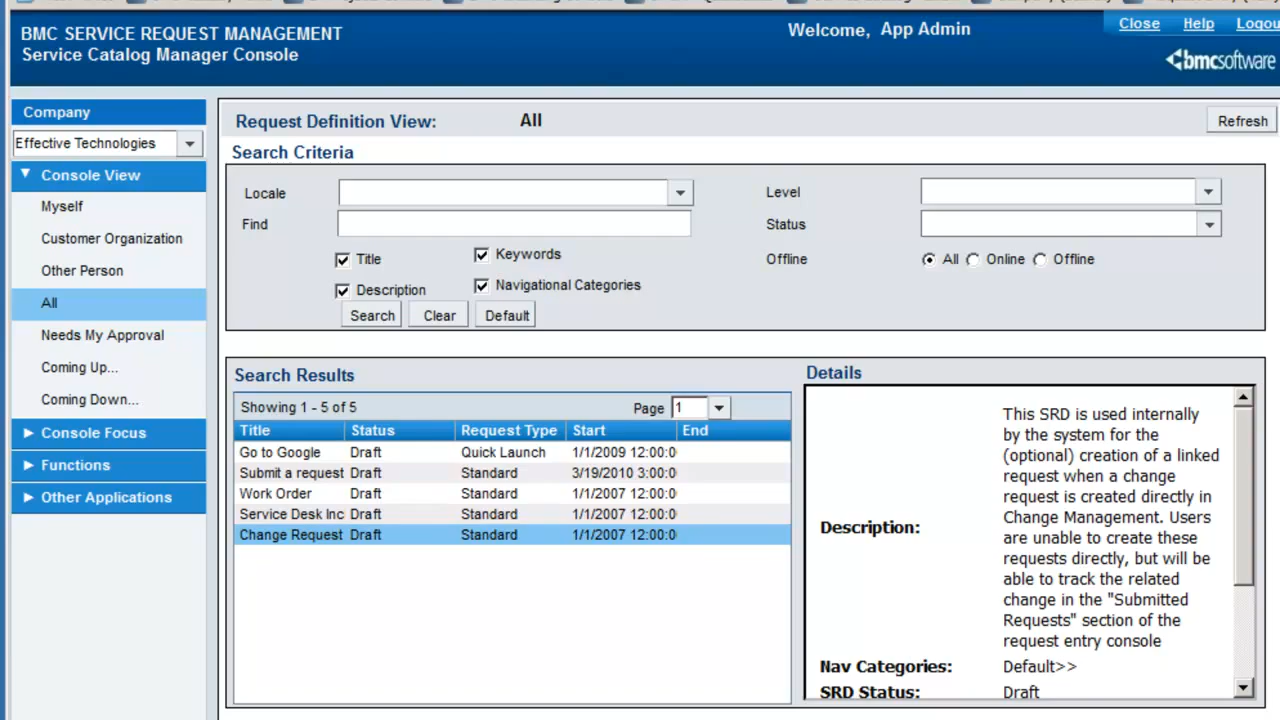 BMC SERVICE REQUEST MANAGEMENT
Service Catalog Manager Console
Welcome, App Admin
Close Help Logou
bmcsoftware
Company
Effective Technologies
Console View
Myself
Customer Organization
Other Person
All
Needs My Approval
Coming Up...
Coming Down...
Console Focus
Functions
Other Applications
Request Definition View: All
Refresh
Search Criteria
Locale
Level
Find
Status
Title
Keywords
Offline
All Online Offline
Description
Navigational Categories
Search Clear Default
Search Results
Showing 1 - 5 of 5
Page 1
Title Status Request Type Start End
Go to Google Draft Quick Launch 1/1/2009 12:00:0
Submit a request Draft Standard 3/19/2010 3:00:0
Work Order Draft Standard 1/1/2007 12:00:0
Service Desk Inc Draft Standard 1/1/2007 12:00:0
Change Request Draft Standard 1/1/2007 12:00:0
Details
Description:
This SRD is used internally
by the system for the
(optional) creation of a linked
request when a change
request is created directly in
Change Management. Users
are unable to create these
requests directly, but will be
able to track the related
change in the "Submitted
Requests" section of the
request entry console
Nav Categories: Default>>
SRD Status: Draft